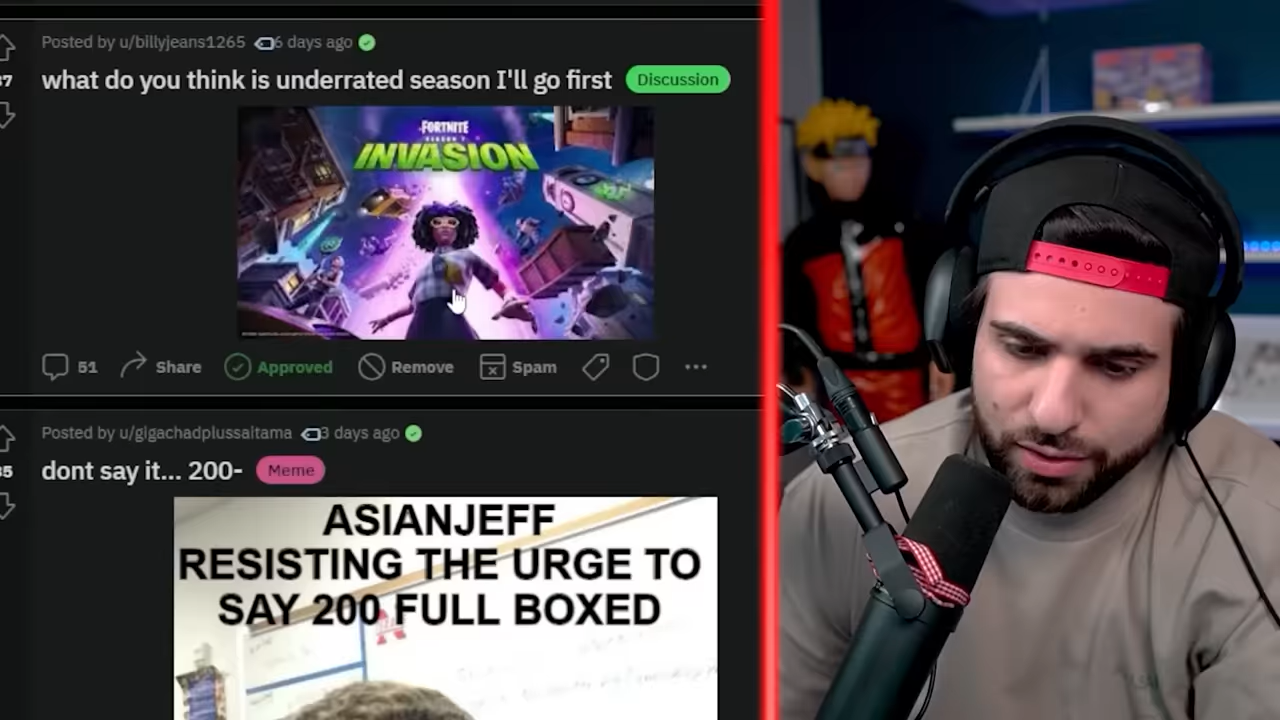 Posted by u/billyjeans1265 6 days ago
what do you think is underrated season I'll go first Discussion
FORTNITE
INVASION
51 Share Approved Remove Spam
Posted by u/gigachadplussaitama 3 days ago
dont say it... 200- Meme
ASIANJEFF
RESISTING THE URGE TO
SAY 200 FULL BOXED